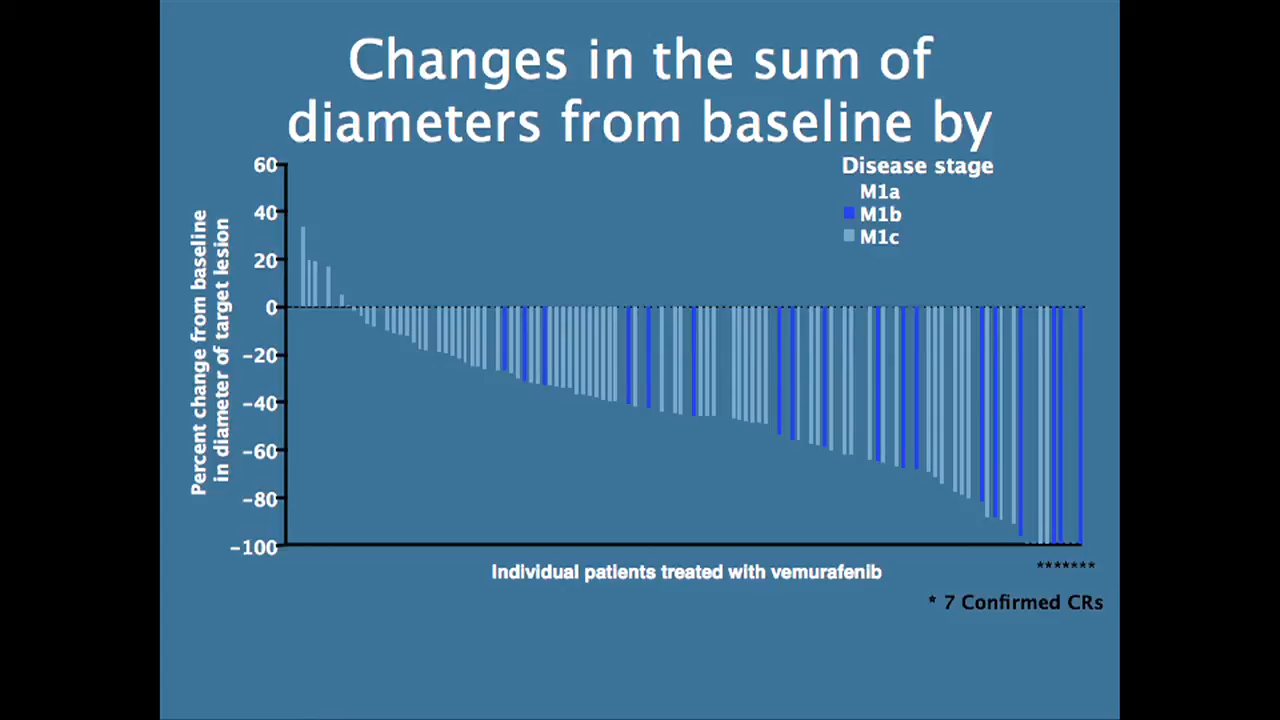 Changes in the sum of
diameters from baseline by
Disease stage
M1a
M1b
M1c
60
40
20
0
-20
-40
-60
-80
-100
Percent change from baseline
in diameter of target lesion
Individual patients treated with vemurafenib
*******
* 7 Confirmed CRs